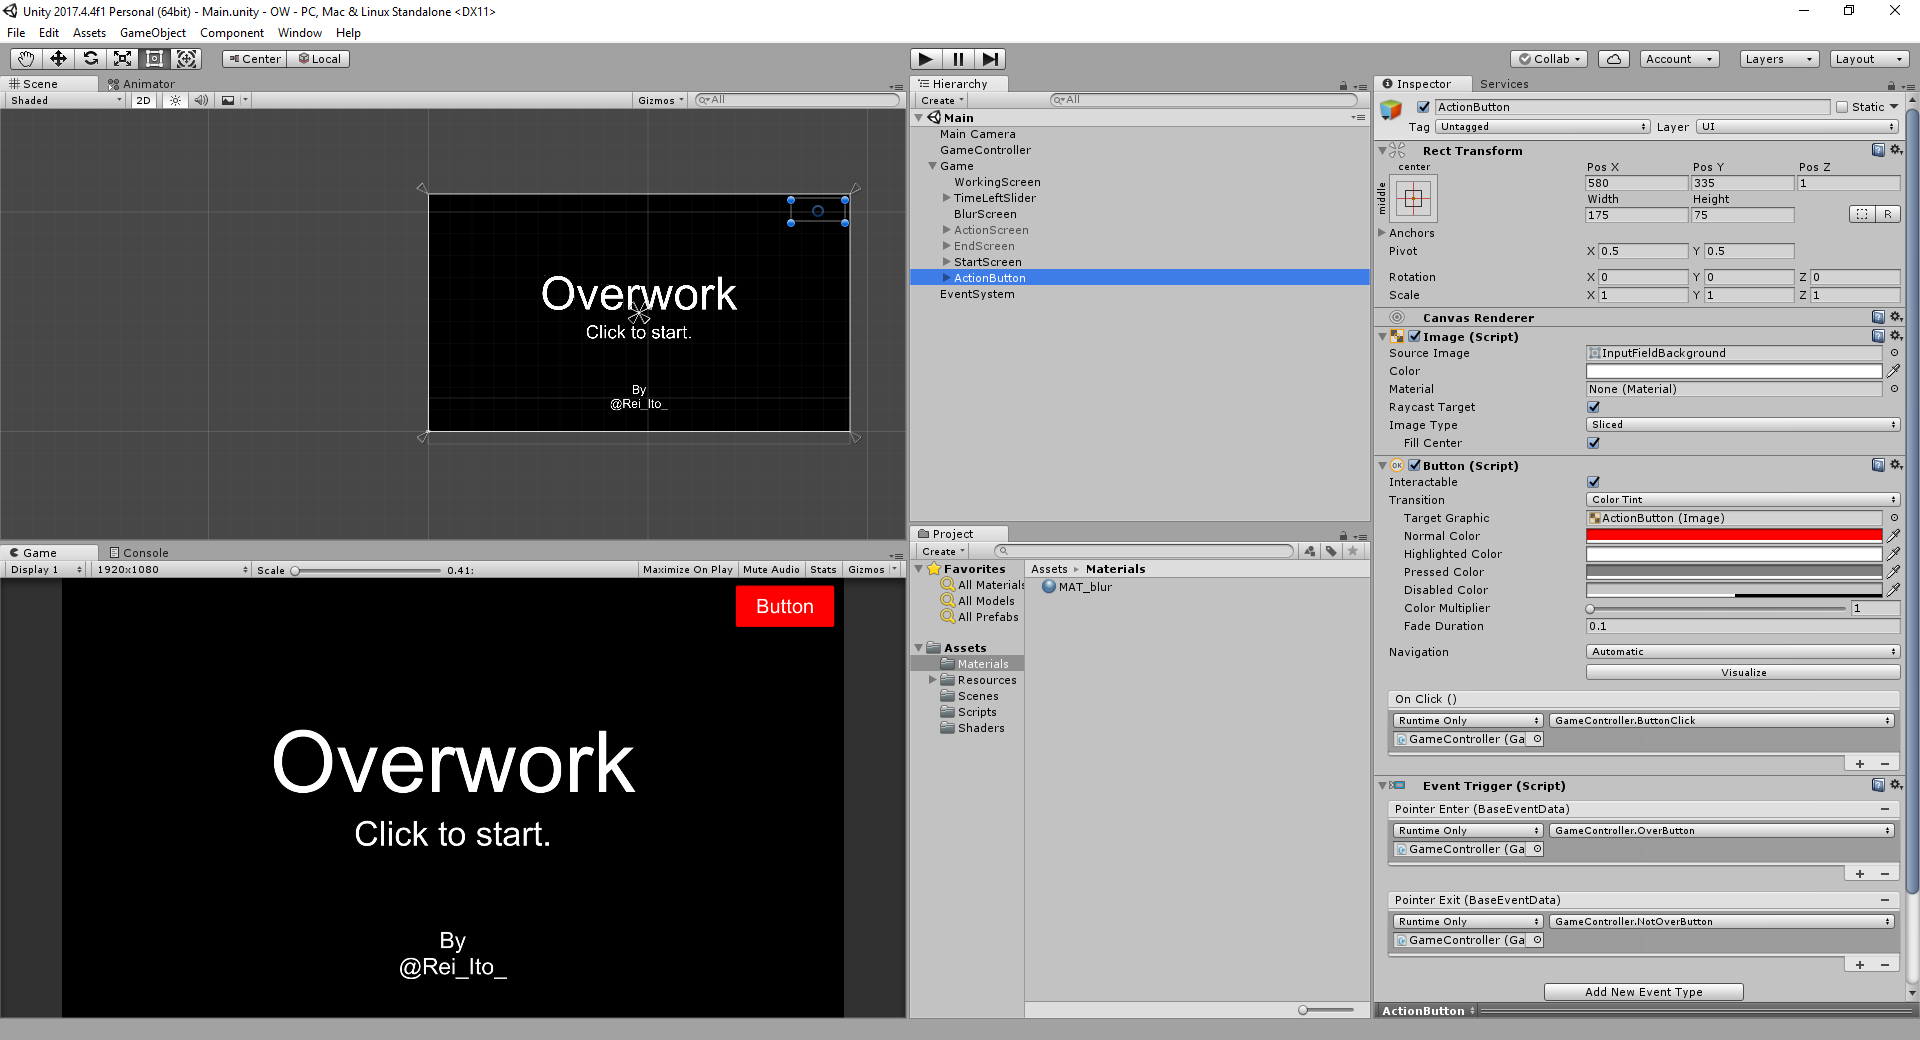 Unity 2017.4.4f1 Personal (64bit) - Main.unity - OW - PC, Mac & Linux Standalone <DX11>
File Edit Assets GameObject Component Window Help
Center Local
Collab Account Layers Layout
Scene Animator
Shaded 2D Gizmos All
Overwork
Click to start.
By
@Rei_Ito_
Game Console
Display 1 1920x1080 Scale 0.41: Maximize On Play Mute Audio Stats Gizmos
Button
Overwork
Click to start.
By
@Rei_Ito_
Hierarchy
Create All
Main
Main Camera
GameController
Game
WorkingScreen
TimeLeftSlider
BlurScreen
ActionScreen
EndScreen
StartScreen
ActionButton
EventSystem
Project
Create
Favorites
All Materials
All Models
All Prefabs
Assets
Materials
Resources
Scenes
Scripts
Shaders
Assets Materials
MAT_blur
Inspector Services
ActionButton Static
Tag Untagged Layer UI
Rect Transform
center
middle
Pos X Pos Y Pos Z
580 335 1
Width Height
175 75 R
Anchors
Pivot X 0.5 Y 0.5
Rotation X 0 Y 0 Z 0
Scale X 1 Y 1 Z 1
Canvas Renderer
Image (Script)
Source Image InputFieldBackground
Color
Material None (Material)
Raycast Target
Image Type Sliced
Fill Center
OK Button (Script)
Interactable
Transition Color Tint
Target Graphic ActionButton (Image)
Normal Color
Highlighted Color
Pressed Color
Disabled Color
Color Multiplier 1
Fade Duration 0.1
Navigation Automatic
Visualize
On Click ()
Runtime Only GameController.ButtonClick
GameController (Ga
Event Trigger (Script)
Pointer Enter (BaseEventData)
Runtime Only GameController.OverButton
GameController (Ga
Pointer Exit (BaseEventData)
Runtime Only GameController.NotOverButton
GameController (Ga
Add New Event Type
ActionButton